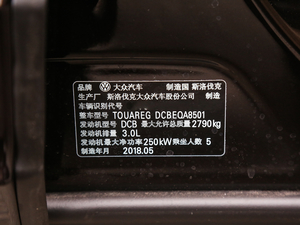 品牌 大众汽车 制造国 斯洛伐克
生产厂 斯洛伐克大众汽车股份公司 制造
车辆识别代号
整车型号 TOUAREG DCBEQA8501
发动机型号 DCB 最大允许总质量 2790kg
发动机排量 3.0L
发动机最大净功率 250kW 乘坐人数 5
制造年月 2018.05